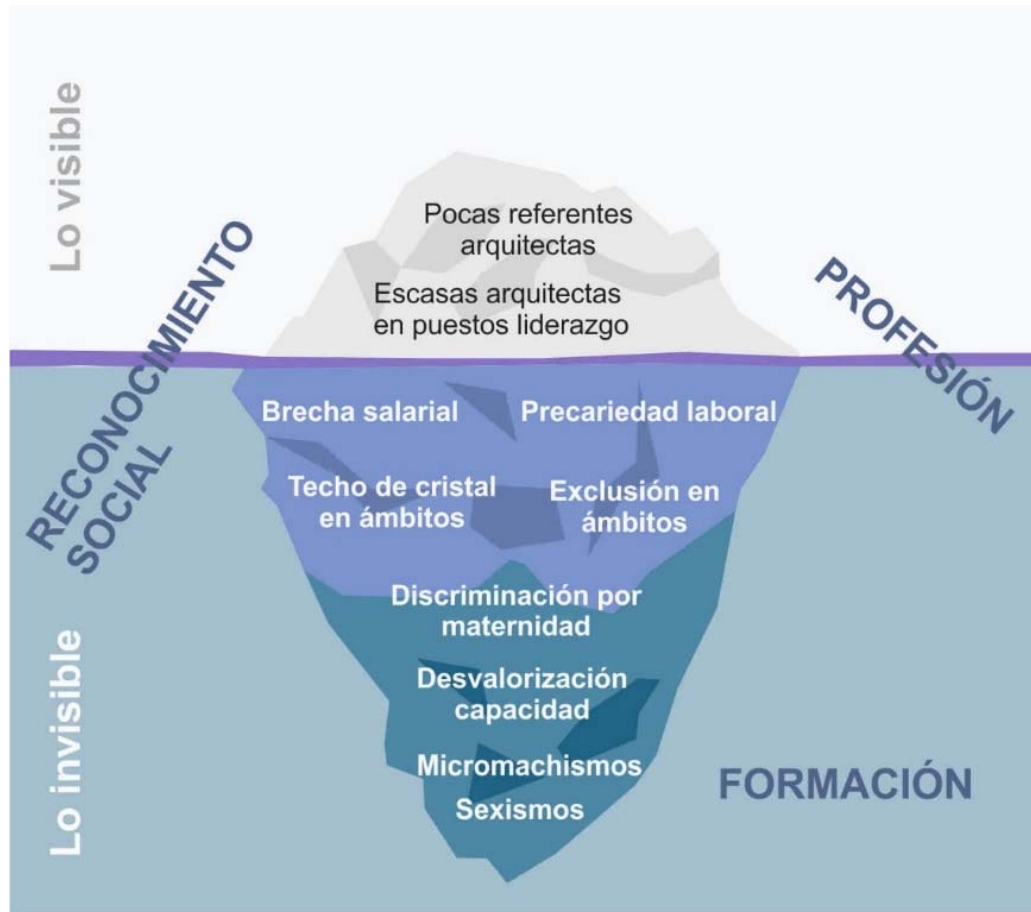 Lo visible
Pocas referentes
arquitectas
Escasas arquitectas
en puestos liderazgo
RECONOCIMIENTO
SOCIAL
PROFESIÓN
Brecha salarial
Precariedad laboral
Techo de cristal
en ámbitos
Exclusión en
ámbitos
Discriminación por
maternidad
Desvalorización
capacidad
Micromachismos
Sexismos
Lo invisible
FORMACIÓN